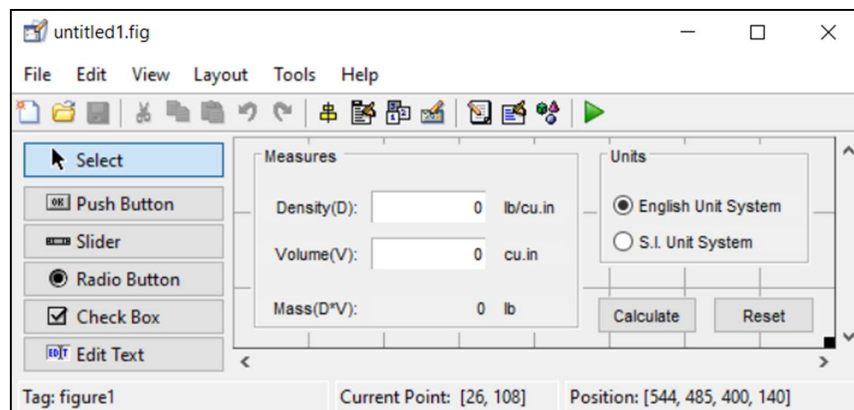 untitled1.fig
File Edit View Layout Tools Help
Select
OK Push Button
Slider
Radio Button
Check Box
EDIT Edit Text
Measures
Density(D): 0 lb/cu.in
Volume(V): 0 cu.in
Mass(D*V): 0 lb
Units
English Unit System
S.I. Unit System
Calculate Reset
Tag: figure1 Current Point: [26, 108] Position: [544, 485, 400, 140]